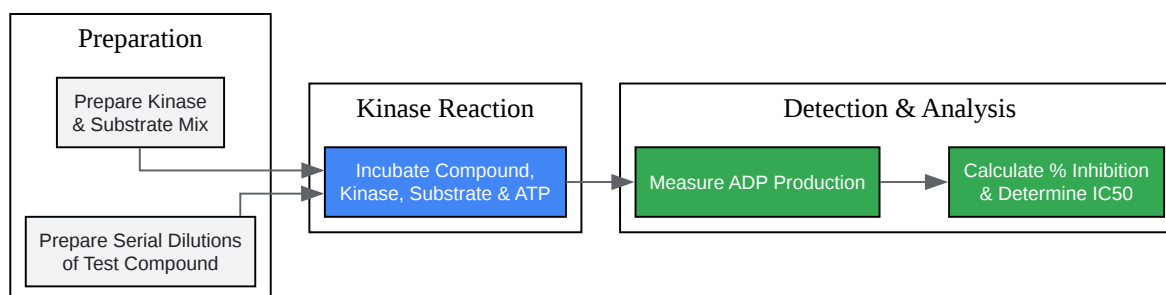 Preparation
Prepare Kinase
& Substrate Mix
Prepare Serial Dilutions
of Test Compound
Kinase Reaction
Incubate Compound,
Kinase, Substrate & ATP
Detection & Analysis
Measure ADP Production
Calculate % Inhibition
& Determine IC50